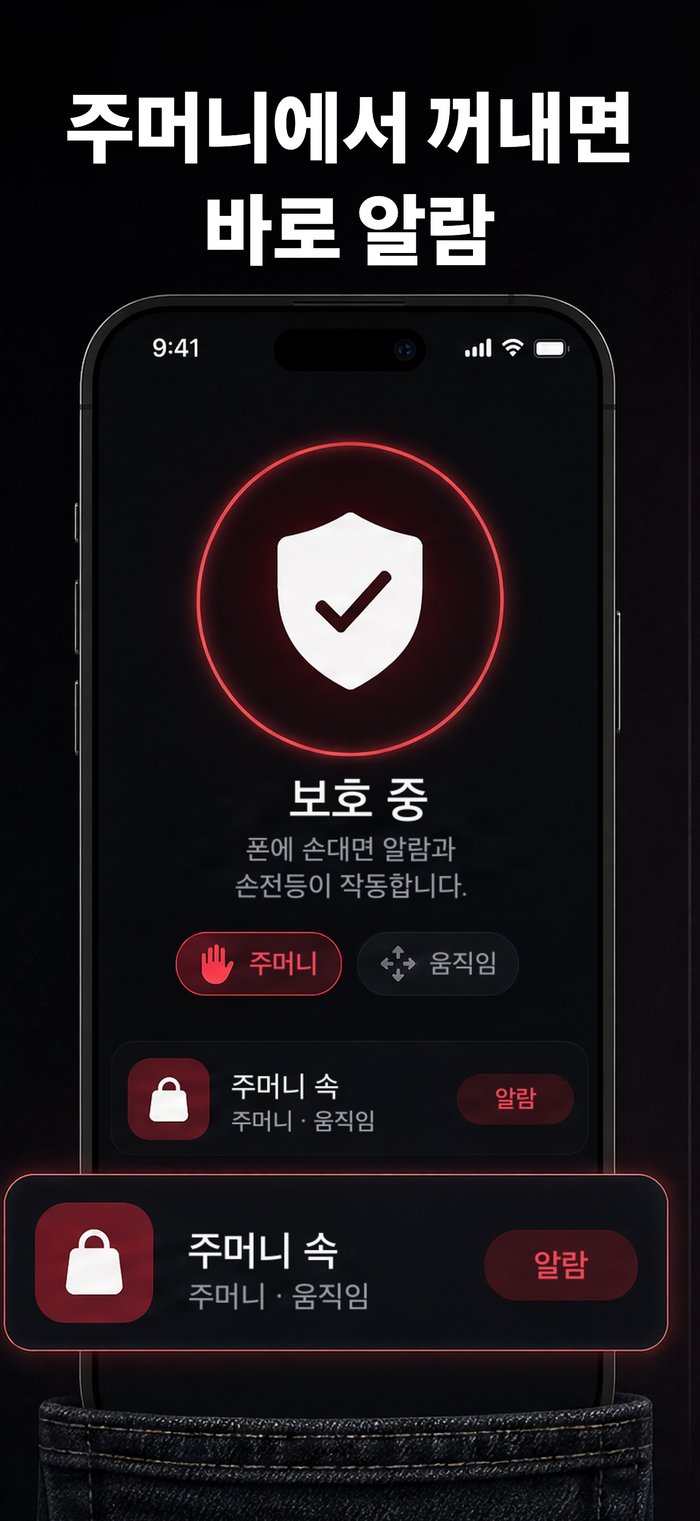 주머니에서 꺼내면
바로 알람
9:41
보호 중
폰에 손대면 알람과
손전등이 작동합니다.
주머니
움직임
주머니 속
알람
주머니 · 움직임
주머니 속
알람
주머니 · 움직임